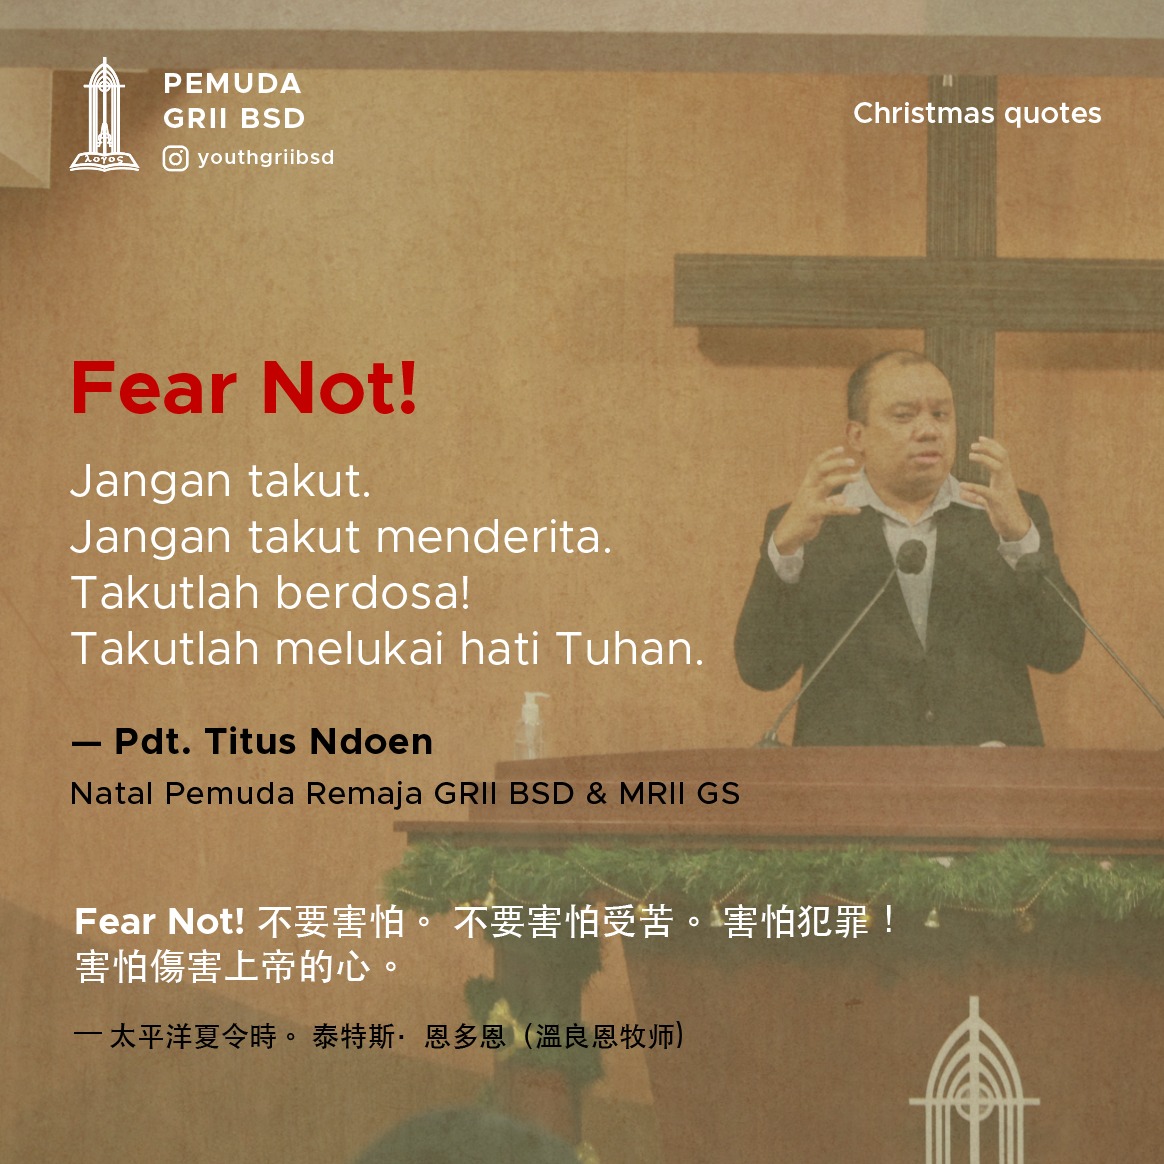 PEMUDA
GRII BSD
youthgriibsd
λογος
Christmas quotes
Fear Not!
Jangan takut.
Jangan takut menderita.
Takutlah berdosa!
Takutlah melukai hati Tuhan.
— Pdt. Titus Ndoen
Natal Pemuda Remaja GRII BSD & MRII GS
Fear Not! 不要害怕。 不要害怕受苦。 害怕犯罪！
害怕傷害上帝的心。
— 太平洋夏令時。 泰特斯· 恩多恩（溫良恩牧师)